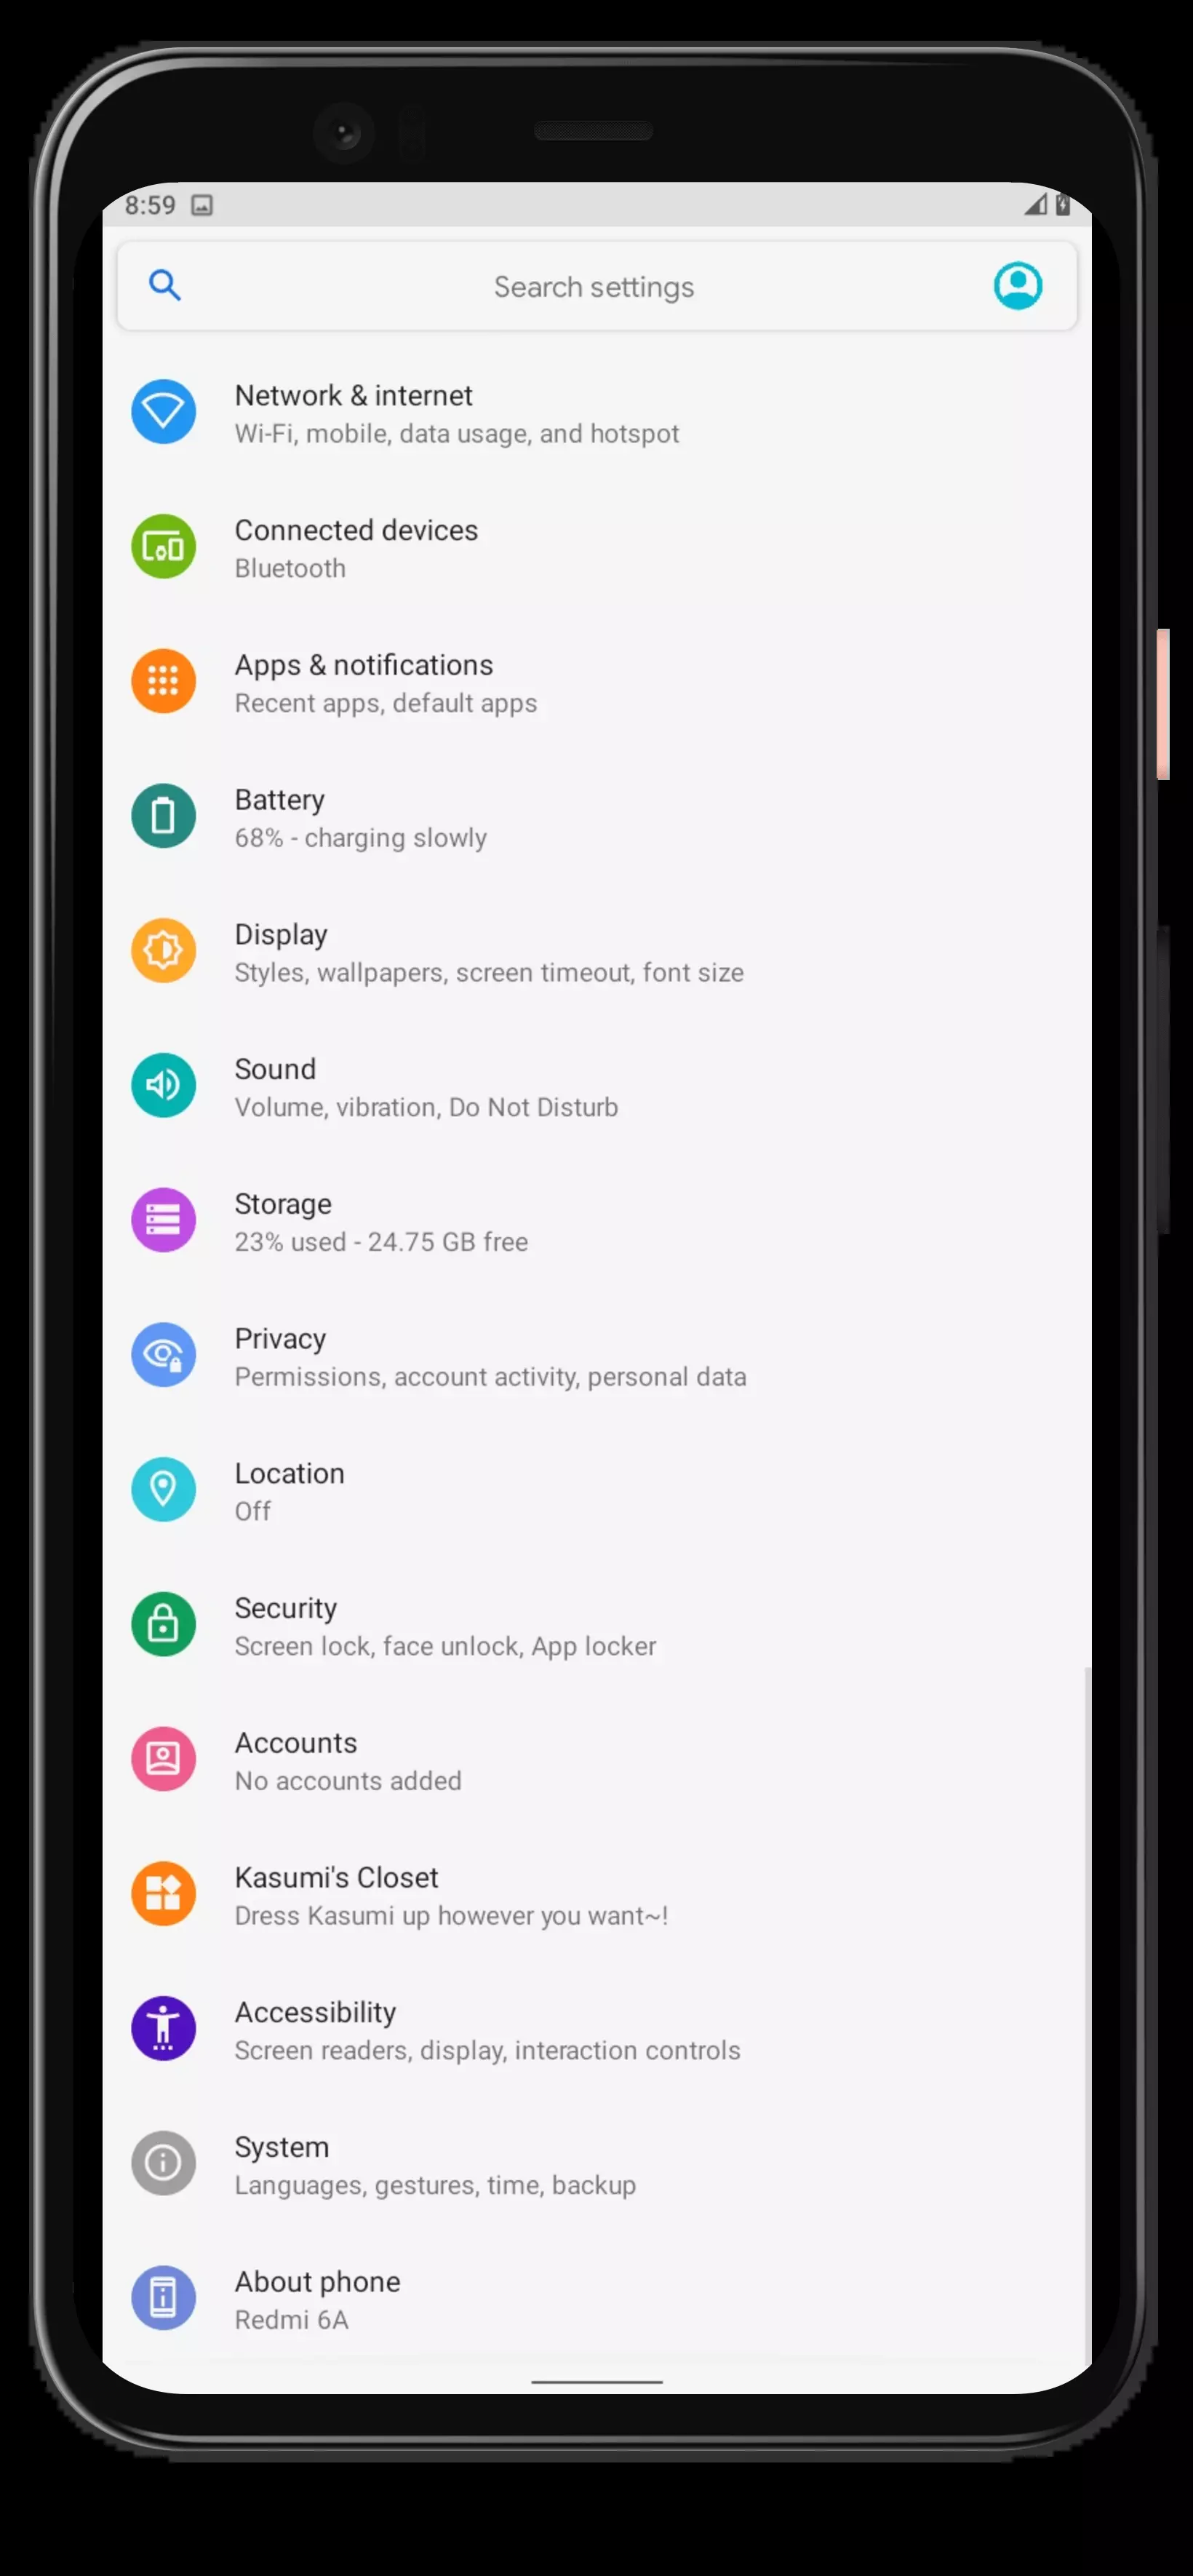 8:59
Search settings
Network & internet
Wi-Fi, mobile, data usage, and hotspot
Connected devices
Bluetooth
Apps & notifications
Recent apps, default apps
Battery
68% - charging slowly
Display
Styles, wallpapers, screen timeout, font size
Sound
Volume, vibration, Do Not Disturb
Storage
23% used - 24.75 GB free
Privacy
Permissions, account activity, personal data
Location
Off
Security
Screen lock, face unlock, App locker
Accounts
No accounts added
Kasumi's Closet
Dress Kasumi up however you want~!
Accessibility
Screen readers, display, interaction controls
System
Languages, gestures, time, backup
About phone
Redmi 6A